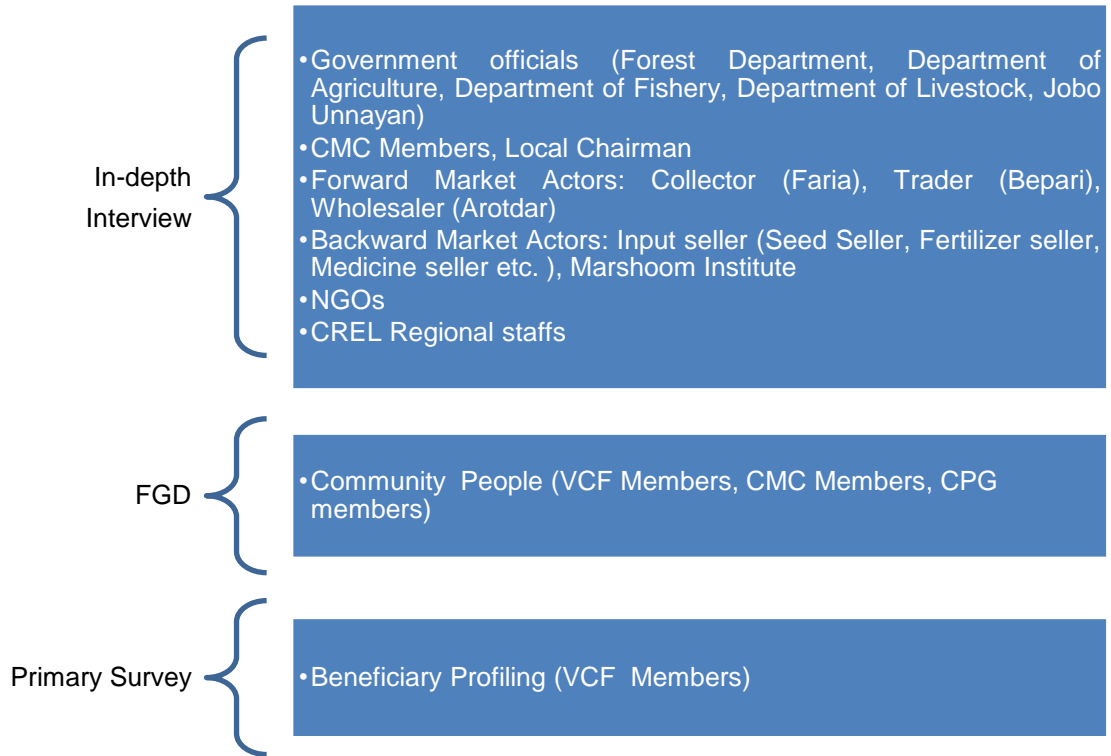 In-depth
Interview
•Government officials (Forest Department, Department of
Agriculture, Department of Fishery, Department of Livestock, Jobo
Unnayan)
•CMC Members, Local Chairman
•Forward Market Actors: Collector (Faria), Trader (Bepari),
Wholesaler (Arotdar)
•Backward Market Actors: Input seller (Seed Seller, Fertilizer seller,
Medicine seller etc. ), Marshoom Institute
•NGOs
•CREL Regional staffs
FGD
•Community People (VCF Members, CMC Members, CPG
members)
Primary Survey
•Beneficiary Profiling (VCF Members)